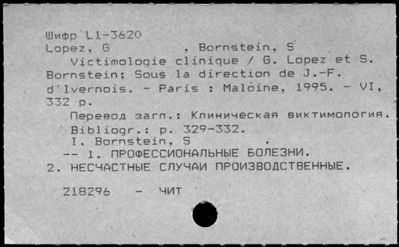 Шифр L1-3620
Lopez, G , Bornstein, S
Victimologie clinique / G. Lopez et S.
Bornstein; Sous la direction de J.-F.
d'Ivernois. - Paris : Maloine, 1995. - VI,
332 p.
Перевод загл.: Клиническая виктимология.
Bibliogr.: p. 329-332.
I. Bornstein, S .
-- 1. ПРОФЕССИОНАЛЬНЫЕ БОЛЕЗНИ.
2. НЕСЧАСТНЫЕ СЛУЧАИ ПРОИЗВОДСТВЕННЫЕ.
218296 - ЧИТ